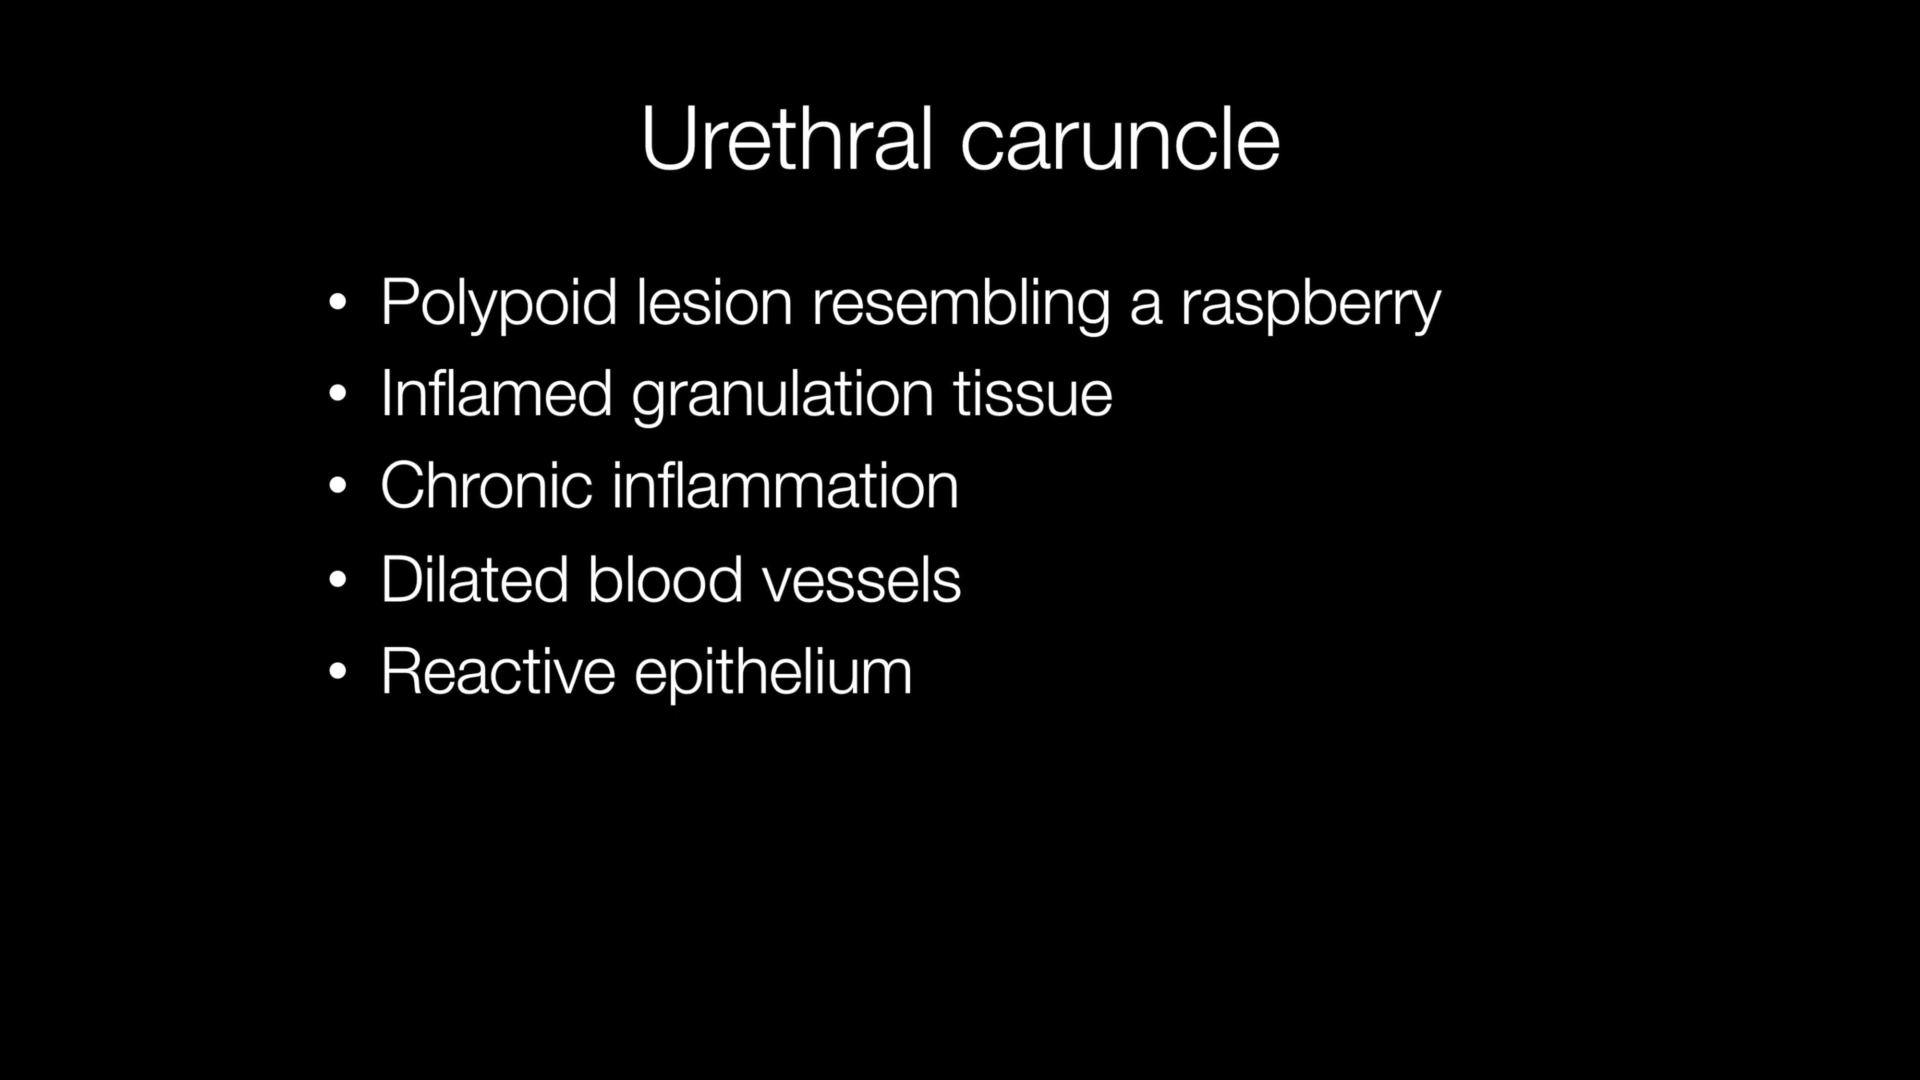 Urethral caruncle
• Polypoid lesion resembling a raspberry
• Inflamed granulation tissue
• Chronic inflammation
• Dilated blood vessels
• Reactive epithelium